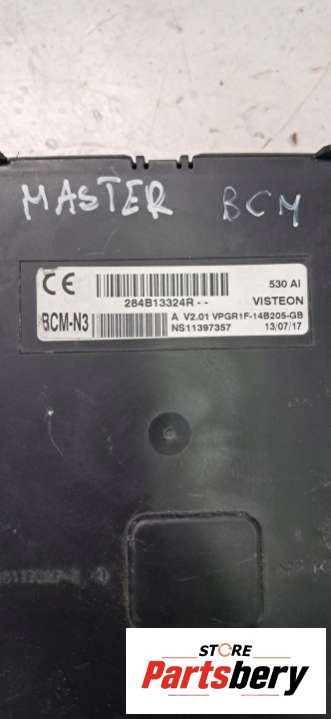 MASTER BCM
CE 284B13324R-- 530 AI
VISTEON
BCM-N3 A V2.01 VPGR1F-14B205-GB
NS11397357 13/07/17
STORE
Partsbery